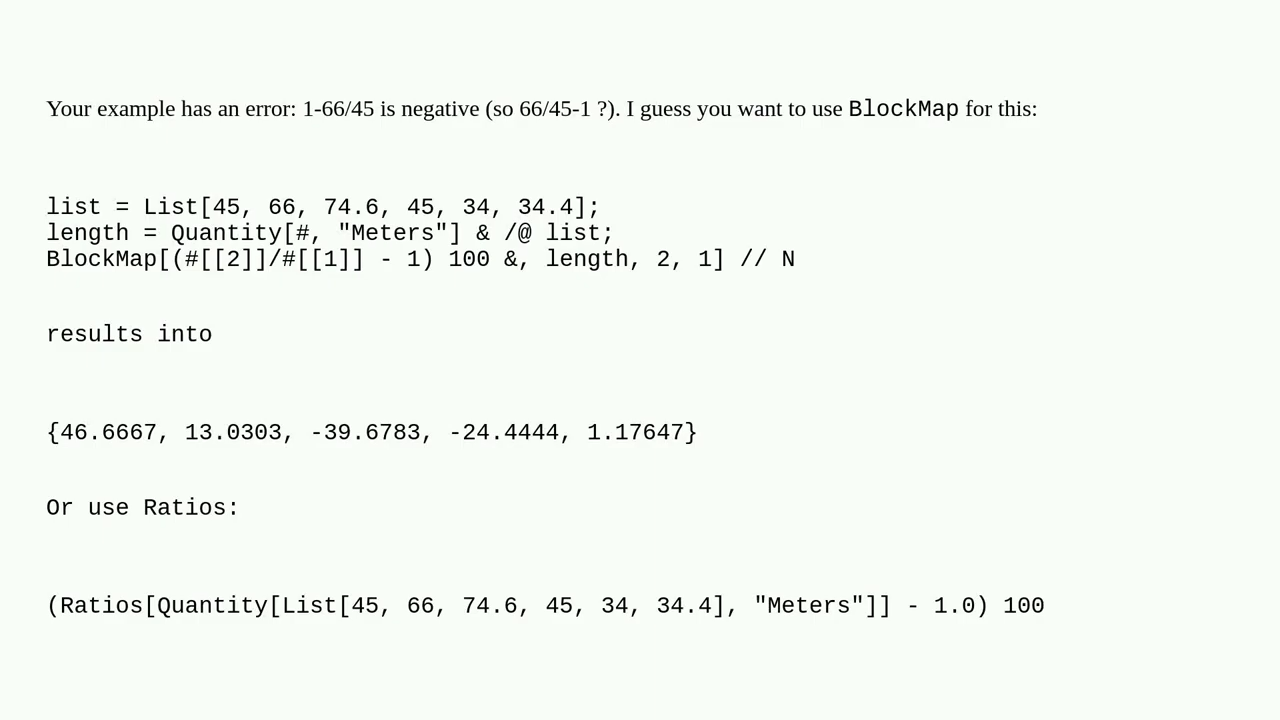 Your example has an error: 1-66/45 is negative (so 66/45-1 ?). I guess you want to use BlockMap for this:
list = List[45, 66, 74.6, 45, 34, 34.4];
length = Quantity[#, "Meters"] & /@ list;
BlockMap[(#[[2]]/#[[1]] - 1) 100 &, length, 2, 1] // N
results into
{46.6667, 13.0303, -39.6783, -24.4444, 1.17647}
Or use Ratios:
(Ratios[Quantity[List[45, 66, 74.6, 45, 34, 34.4], "Meters"]] - 1.0) 100